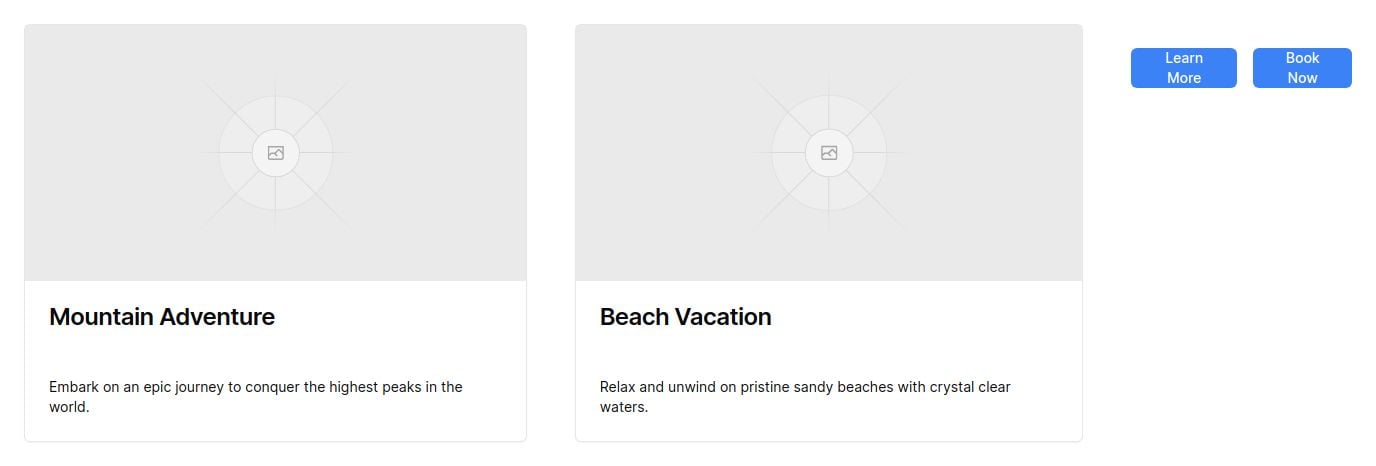 Mountain Adventure
Embark on an epic journey to conquer the highest peaks in the
world.
Beach Vacation
Relax and unwind on pristine sandy beaches with crystal clear
waters.
Learn
More
Book
Now